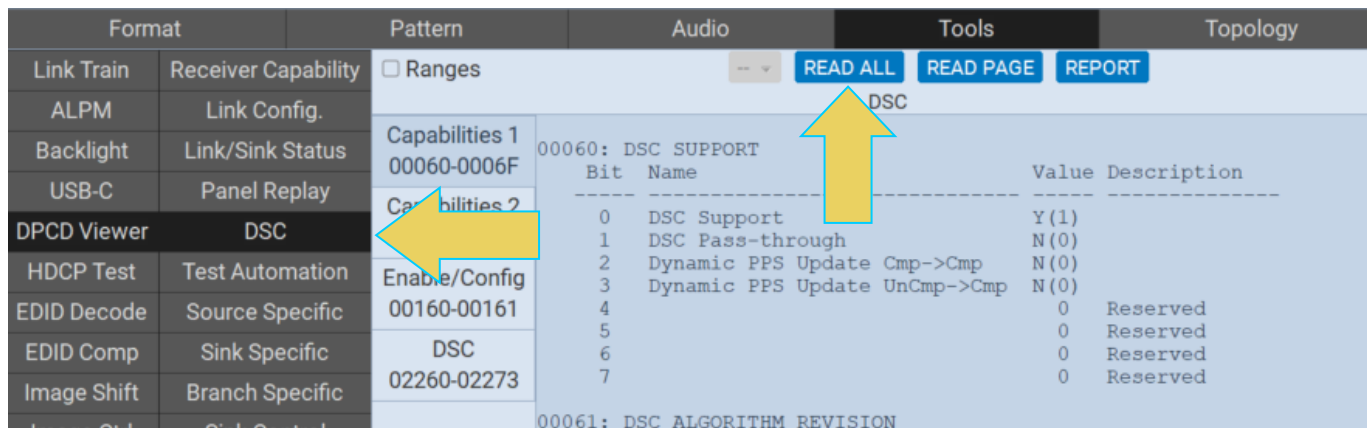 Format Pattern Audio Tools Topology
Link Train Receiver Capability Ranges -- READ ALL READ PAGE REPORT
ALPM Link Config. DSC
Backlight Link/Sink Status Capabilities 1 00060: DSC SUPPORT
00060-0006F Bit Name Value Description
USB-C Panel Replay ----- -----
Capabilities 2 0 DSC Support Y(1)
DPCD Viewer DSC 1 DSC Pass-through N(0)
HDCP Test Test Automation Enable/Config 2 Dynamic PPS Update Cmp->Cmp N(0)
3 Dynamic PPS Update UnCmp->Cmp N(0)
EDID Decode Source Specific 00160-00161 4 0 Reserved
5 0 Reserved
EDID Comp Sink Specific DSC 6 0 Reserved
Image Shift Branch Specific 02260-02273 7 0 Reserved
00061: DSC ALGORITHM REVISION